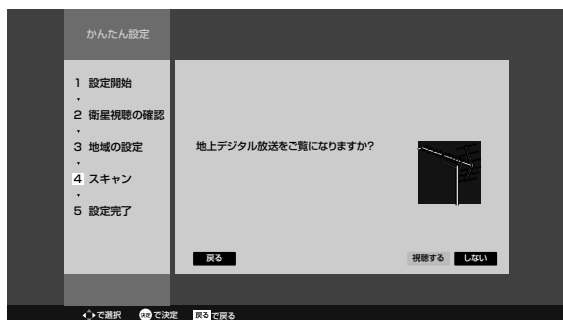 かんたん設定
1 設定開始
2 衛星視聴の確認
3 地域の設定
4 スキャン
5 設定完了
地上デジタル放送をご覧になりますか?
戻る
視聴する しない
で選択 決定 で決定 戻る で戻る